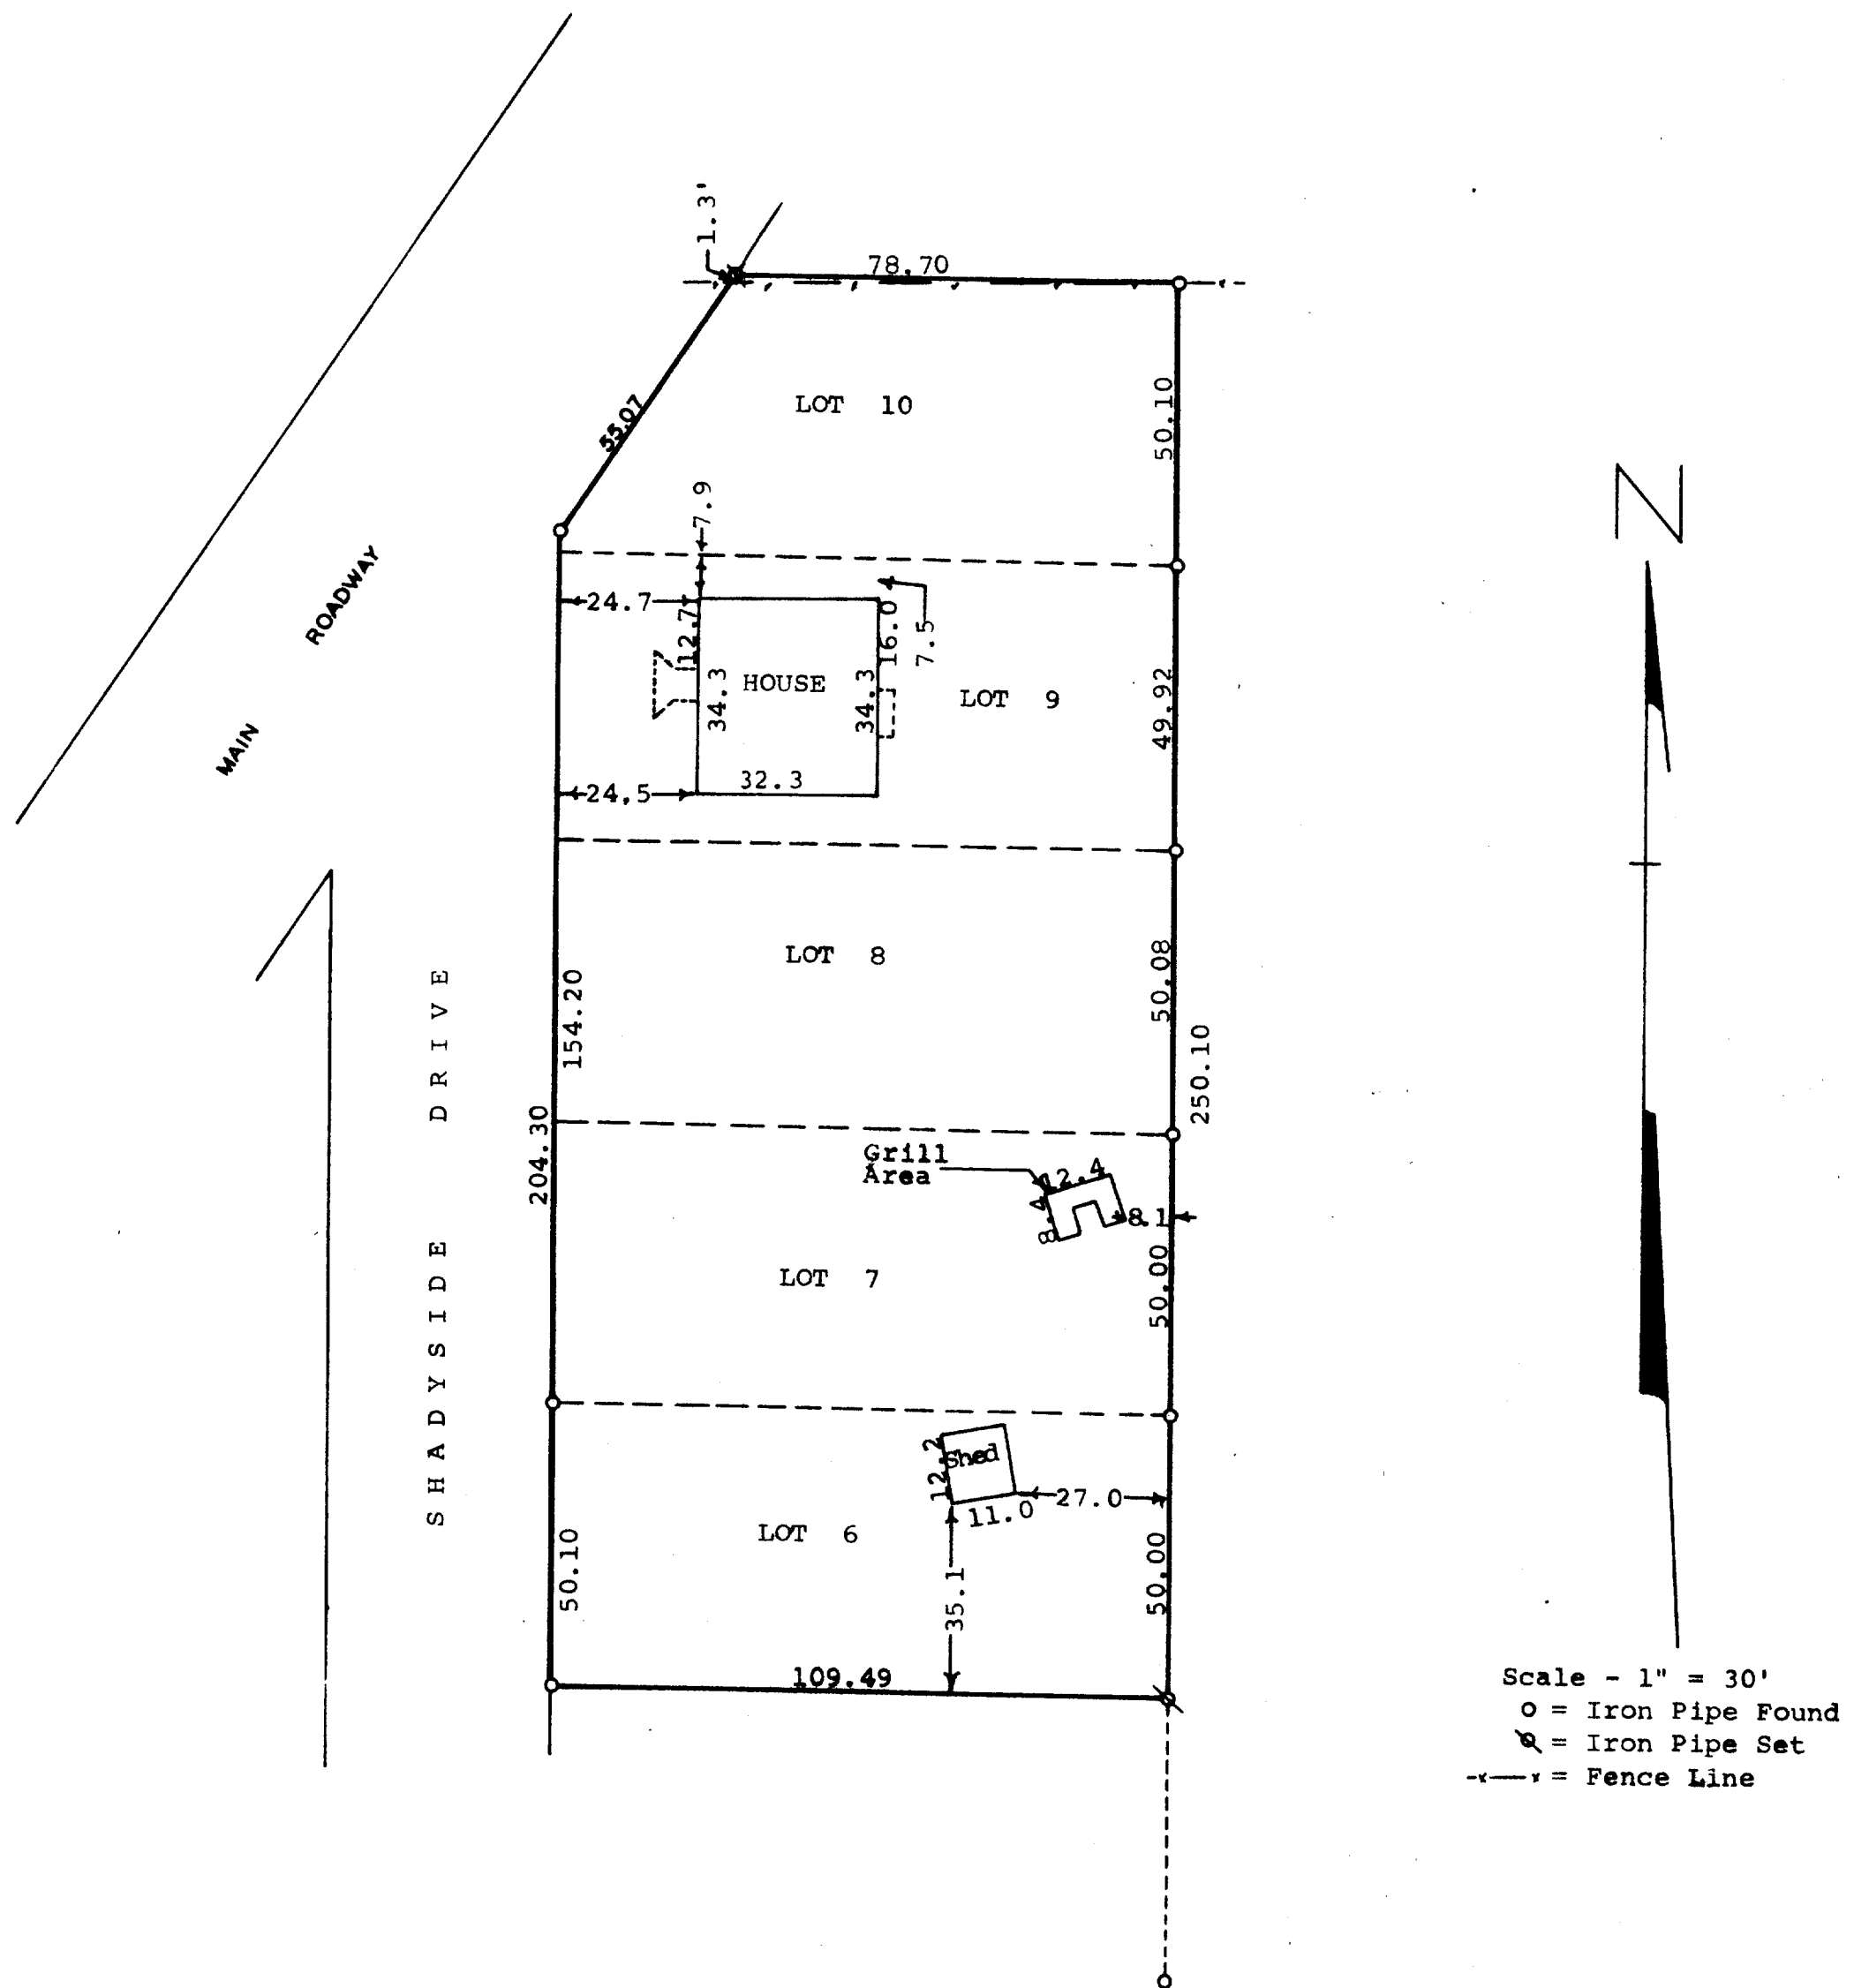 1.3'
78.70
55.07
LOT 10
50.10
7.9
24.7
12.7
16.0
7.5
34.3
HOUSE
34.3
LOT 9
49.92
32.3
24.5
MAIN ROADWAY
LOT 8
50.08
154.20
250.10
204.30
SHADYSIDE DRIVE
Grill
Area
12.4
8.4
8.1
50.00
LOT 7
Shed
12.2
11.0
27.0
LOT 6
35.1
50.10
50.00
109.49
N
Scale - 1" = 30'
= Iron Pipe Found
= Iron Pipe Set
-x—x = Fence Line